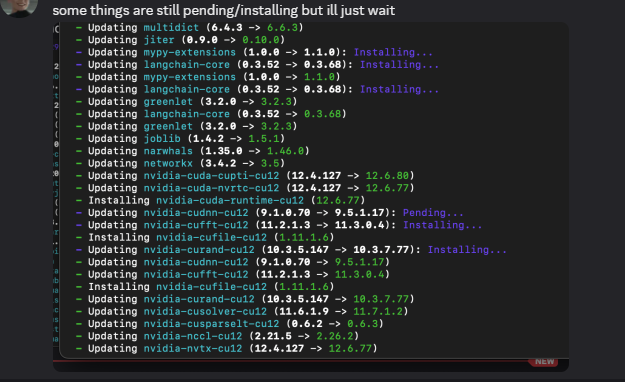 some things are still pending/installing but ill just wait
- Updating multidict (6.4.3 -> 6.6.3)
- Updating jiter (0.9.0 -> 0.10.0)
- Updating mypy-extensions (1.0.0 -> 1.1.0): Installing...
- Updating langchain-core (0.3.52 -> 0.3.68): Installing...
- Updating mypy-extensions (1.0.0 -> 1.1.0)
- Updating langchain-core (0.3.52 -> 0.3.68): Installing...
- Updating greenlet (3.2.0 -> 3.2.3)
- Updating langchain-core (0.3.52 -> 0.3.68)
- Updating greenlet (3.2.0 -> 3.2.3)
- Updating joblib (1.4.2 -> 1.5.1)
- Updating narwhals (1.35.0 -> 1.46.0)
- Updating networkx (3.4.2 -> 3.5)
- Updating nvidia-cuda-cupti-cu12 (12.4.127 -> 12.6.80)
- Updating nvidia-cuda-nvrtc-cu12 (12.4.127 -> 12.6.77)
- Installing nvidia-cuda-runtime-cu12 (12.6.77)
- Updating nvidia-cudnn-cu12 (9.1.0.70 -> 9.5.1.17): Pending...
- Updating nvidia-cufft-cu12 (11.2.1.3 -> 11.3.0.4): Installing...
- Installing nvidia-cufile-cu12 (1.11.1.6)
- Updating nvidia-curand-cu12 (10.3.5.147 -> 10.3.7.77): Installing...
- Updating nvidia-cudnn-cu12 (9.1.0.70 -> 9.5.1.17)
- Updating nvidia-cufft-cu12 (11.2.1.3 -> 11.3.0.4)
- Installing nvidia-cufile-cu12 (1.11.1.6)
- Updating nvidia-curand-cu12 (10.3.5.147 -> 10.3.7.77)
- Updating nvidia-cusolver-cu12 (11.6.1.9 -> 11.7.1.2)
- Updating nvidia-cusparselt-cu12 (0.6.2 -> 0.6.3)
- Updating nvidia-nccl-cu12 (2.21.5 -> 2.26.2)
- Updating nvidia-nvtx-cu12 (12.4.127 -> 12.6.77)
NEW